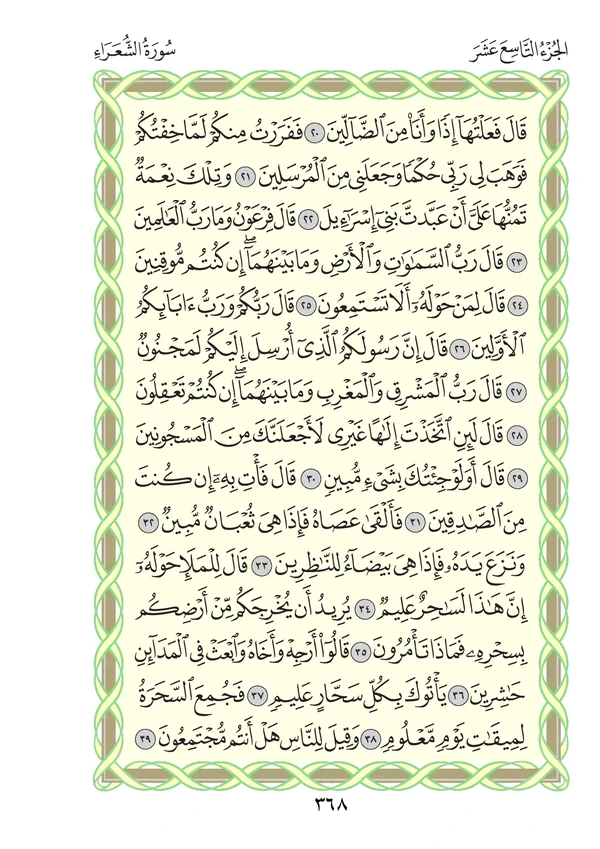 الجُزْءُ التَّاسِعَ عَشَرَ
سُورَةُ الشُّعَرَاءِ
قَالَ فَعَلْتُهَآ إِذًا وَأَنَا۠ مِنَ ٱلضَّآلِّينَ ٢٠ فَفَرَرْتُ مِنكُمْ لَمَّا خِفْتُكُمْ
فَوَهَبَ لِى رَبِّى حُكْمًا وَجَعَلَنِى مِنَ ٱلْمُرْسَلِينَ ٢١ وَتِلْكَ نِعْمَةٌ
تَمُنُّهَا عَلَىَّ أَنْ عَبَّدتَّ بَنِىٓ إِسْرَٰٓءِيلَ ٢٢ قَالَ فِرْعَوْنُ وَمَا رَبُّ ٱلْعَٰلَمِينَ
٢٣ قَالَ رَبُّ ٱلسَّمَٰوَٰتِ وَٱلْأَرْضِ وَمَا بَيْنَهُمَآ ۖ إِن كُنتُم مُّوقِنِينَ
٢٤ قَالَ لِمَنْ حَوْلَهُۥٓ أَلَا تَسْتَمِعُونَ ٢٥ قَالَ رَبُّكُمْ وَرَبُّ ءَابَآئِكُمُ
ٱلْأَوَّلِينَ ٢٦ قَالَ إِنَّ رَسُولَكُمُ ٱلَّذِىٓ أُرْسِلَ إِلَيْكُمْ لَمَجْنُونٌ
٢٧ قَالَ رَبُّ ٱلْمَشْرِقِ وَٱلْمَغْرِبِ وَمَا بَيْنَهُمَآ ۖ إِن كُنتُمْ تَعْقِلُونَ
٢٨ قَالَ لَئِنِ ٱتَّخَذْتَ إِلَٰهًا غَيْرِى لَأَجْعَلَنَّكَ مِنَ ٱلْمَسْجُونِينَ
٢٩ قَالَ أَوَلَوْ جِئْتُكَ بِشَىْءٍ مُّبِينٍ ٣٠ قَالَ فَأْتِ بِهِۦٓ إِن كُنتَ
مِنَ ٱلصَّٰدِقِينَ ٣١ فَأَلْقَىٰ عَصَاهُ فَإِذَا هِىَ ثُعْبَانٌ مُّبِينٌ ٣٢
وَنَزَعَ يَدَهُۥ فَإِذَا هِىَ بَيْضَآءُ لِلنَّٰظِرِينَ ٣٣ قَالَ لِلْمَلَإِ حَوْلَهُۥٓ
إِنَّ هَٰذَا لَسَٰحِرٌ عَلِيمٌ ٣٤ يُرِيدُ أَن يُخْرِجَكُم مِّنْ أَرْضِكُم
بِسِحْرِهِۦ فَمَاذَا تَأْمُرُونَ ٣٥ قَالُوٓا۟ أَرْجِهْ وَأَخَاهُ وَٱبْعَثْ فِى ٱلْمَدَآئِنِ
حَٰشِرِينَ ٣٦ يَأْتُوكَ بِكُلِّ سَحَّارٍ عَلِيمٍ ٣٧ فَجُمِعَ ٱلسَّحَرَةُ
لِمِيقَٰتِ يَوْمٍ مَّعْلُومٍ ٣٨ وَقِيلَ لِلنَّاسِ هَلْ أَنتُم مُّجْتَمِعُونَ ٣٩
٣٦٨